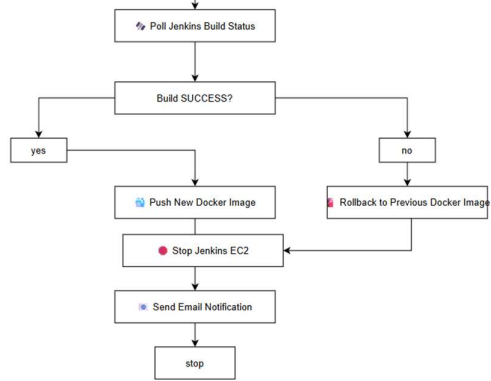 Poll Jenkins Build Status
Build SUCCESS?
yes
no
Push New Docker Image
Rollback to Previous Docker Image
Stop Jenkins EC2
Send Email Notification
stop